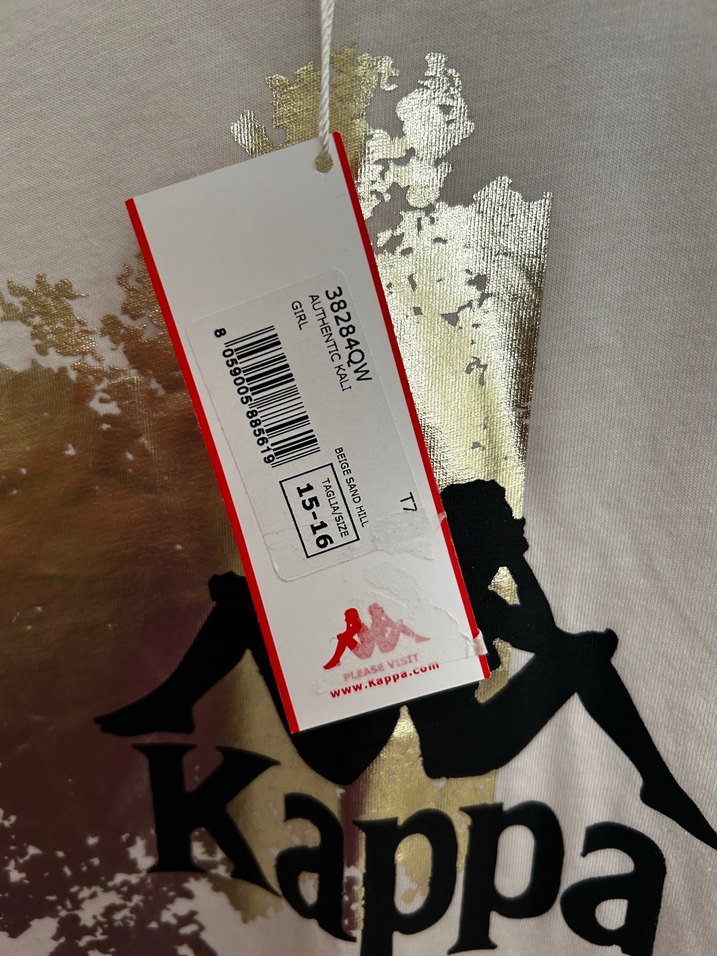 38284QW
AUTHENTIC KALI
GIRL
8 059005 885619
BEIGE SAND HILL
T7
TAGLIA/SIZE
15-16
PLEASE VISIT
www.Kappa.com
Kappa